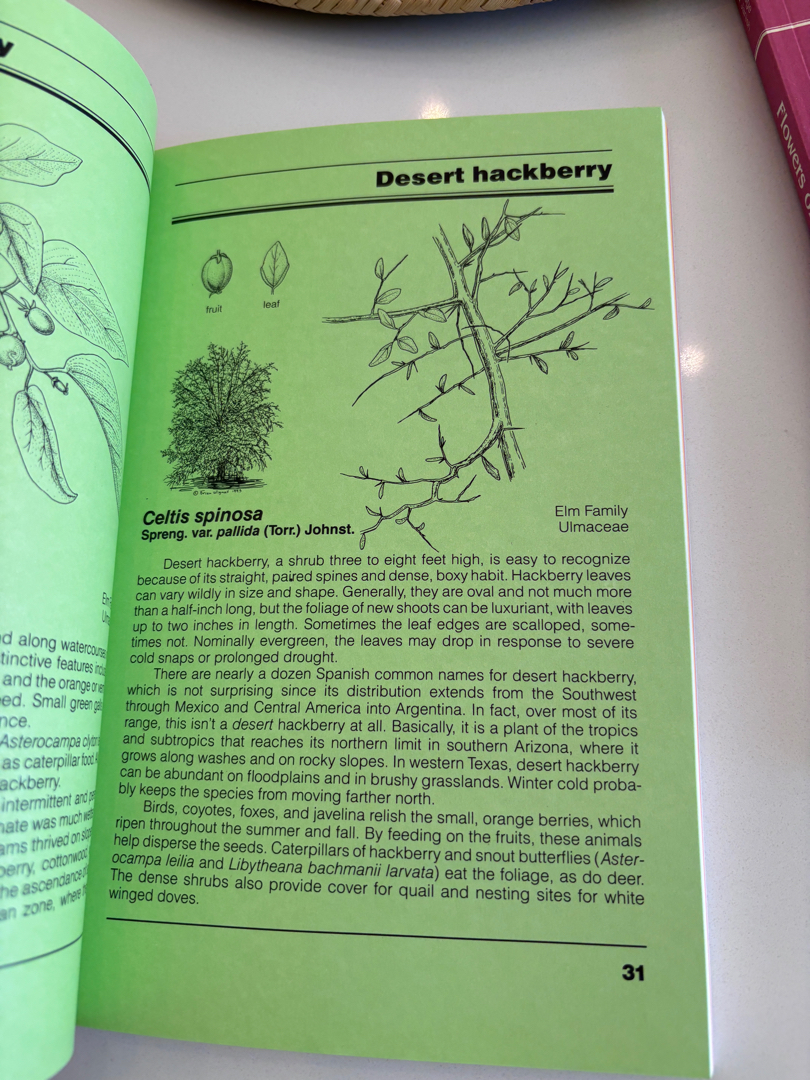 y
Desert hackberry
fruit
leaf
Celtis spinosa
Spreng. var. pallida (Torr.) Johnst.
Elm Family
Ulmaceae
Desert hackberry, a shrub three to eight feet high, is easy to recognize
because of its straight, paired spines and dense, boxy habit. Hackberry leaves
can vary wildly in size and shape. Generally, they are oval and not much more
than a half-inch long, but the foliage of new shoots can be luxuriant, with leaves
up to two inches in length. Sometimes the leaf edges are scalloped, some-
times not. Nominally evergreen, the leaves may drop in response to severe
cold snaps or prolonged drought.
There are nearly a dozen Spanish common names for desert hackberry,
which is not surprising since its distribution extends from the Southwest
through Mexico and Central America into Argentina. In fact, over most of its
range, this isn't a desert hackberry at all. Basically, it is a plant of the tropics
and subtropics that reaches its northern limit in southern Arizona, where it
grows along washes and on rocky slopes. In western Texas, desert hackberry
can be abundant on floodplains and in brushy grasslands. Winter cold proba-
bly keeps the species from moving farther north.
Birds, coyotes, foxes, and javelina relish the small, orange berries, which
ripen throughout the summer and fall. By feeding on the fruits, these animals
help disperse the seeds. Caterpillars of hackberry and snout butterflies (Aster-
ocampa leilia and Libytheana bachmanii larvata) eat the foliage, as do deer.
The dense shrubs also provide cover for quail and nesting sites for white
winged doves.
31
along watercourses
tinctive features
and the orange or
Small green
nce.
Asterocampa
as caterpillar food
ackberry.
intermittent and
was much
thrived on
berry, cottonwood
the ascendance
zone, where
Flowers